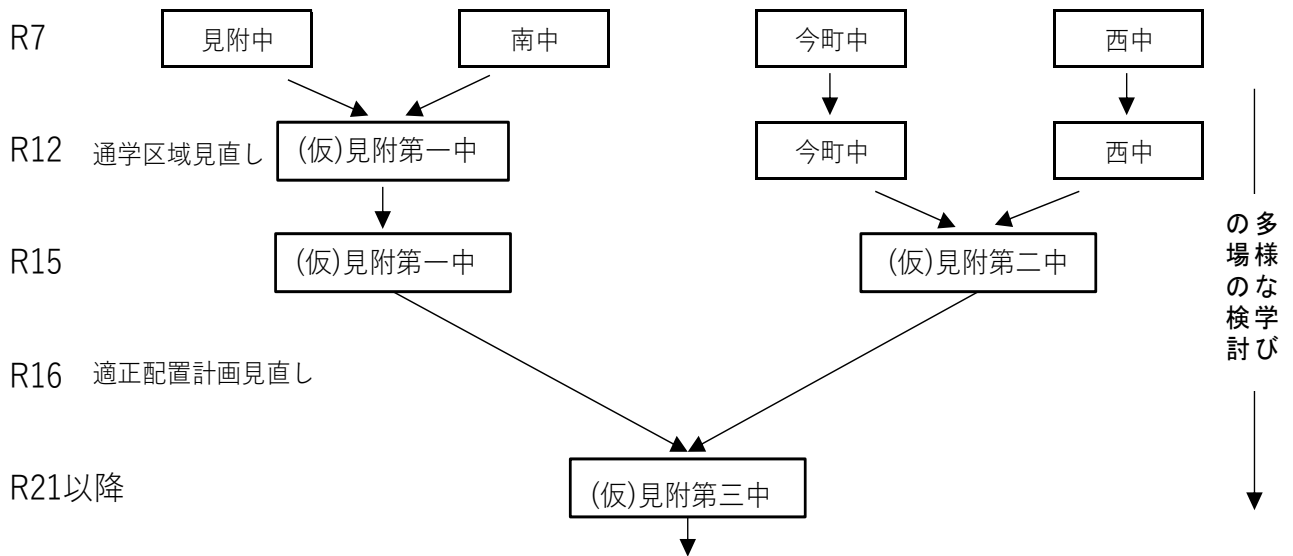 R7
見附中
南中
今町中
西中
R12
通学区域見直し
(仮)見附第一中
今町中
西中
R15
(仮)見附第一中
(仮)見附第二中
多様な学び
の場の検討
R16
適正配置計画見直し
R21以降
(仮)見附第三中